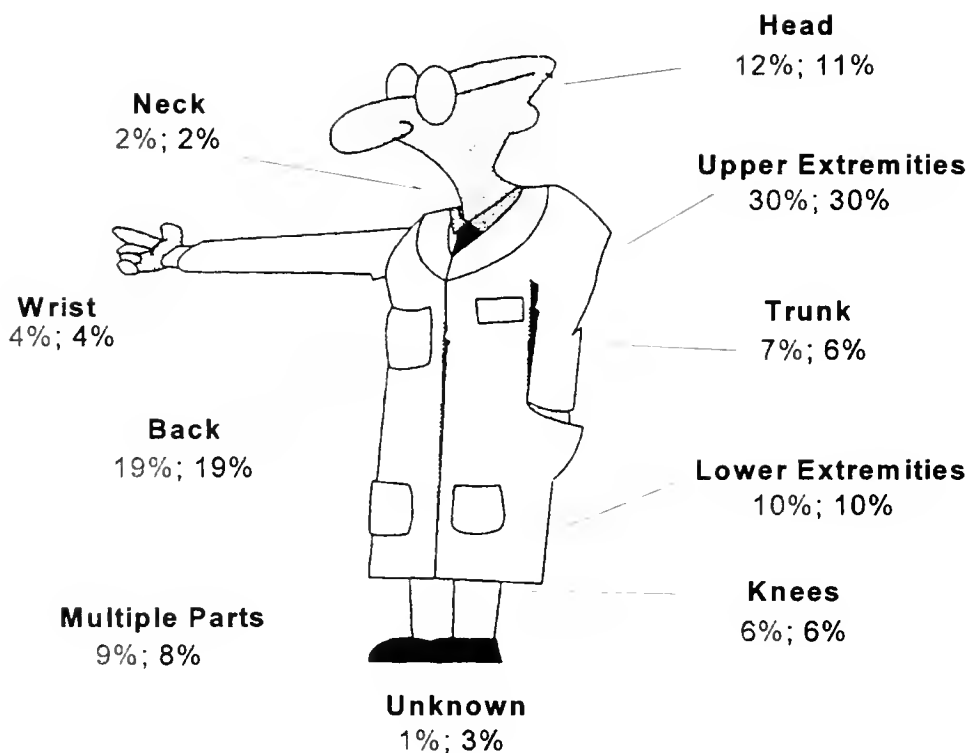 Head
12%; 11%
Neck
2%; 2%
Upper Extremities
30%; 30%
Wrist
4%; 4%
Trunk
7%; 6%
Back
19%; 19%
Lower Extremities
10%; 10%
Knees
6%; 6%
Multiple Parts
9%; 8%
Unknown
1%; 3%